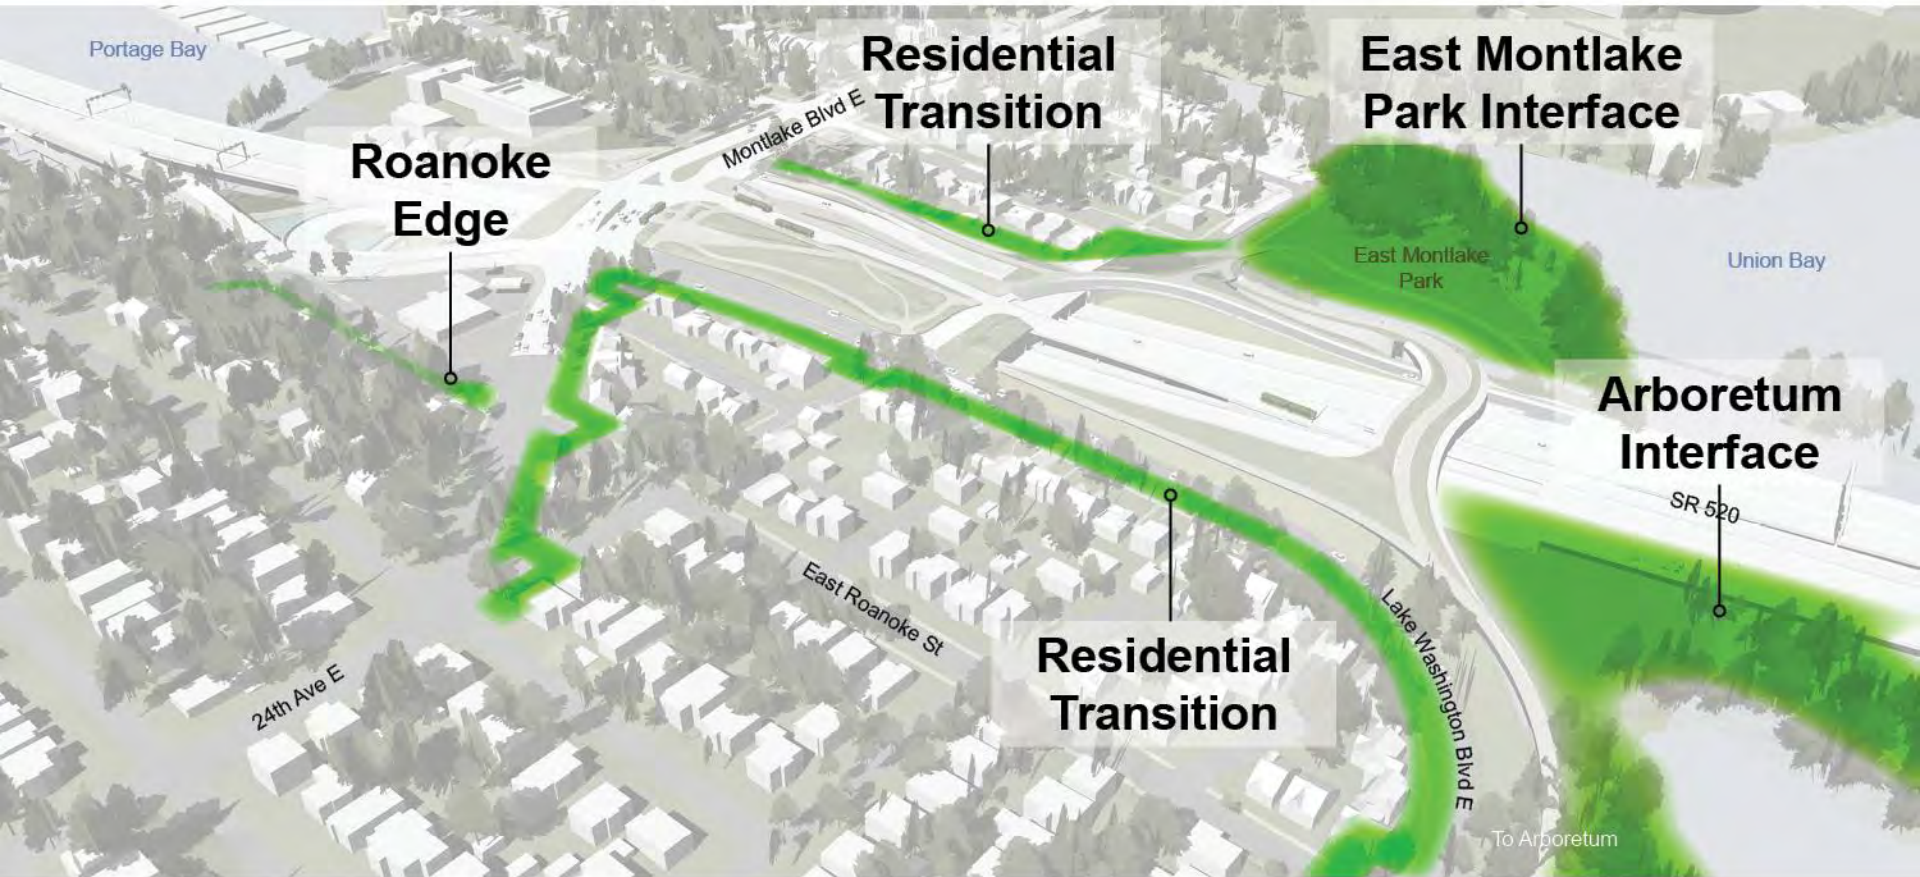 Portage Bay
Residential
Transition
East Montlake
Park Interface
Montlake Blvd E
Roanoke
Edge
East Montlake
Park
Union Bay
Arboretum
Interface
SR 520
East Roanoke St
Lake Washington Blvd E
Residential
Transition
24th Ave E
To Arboretum